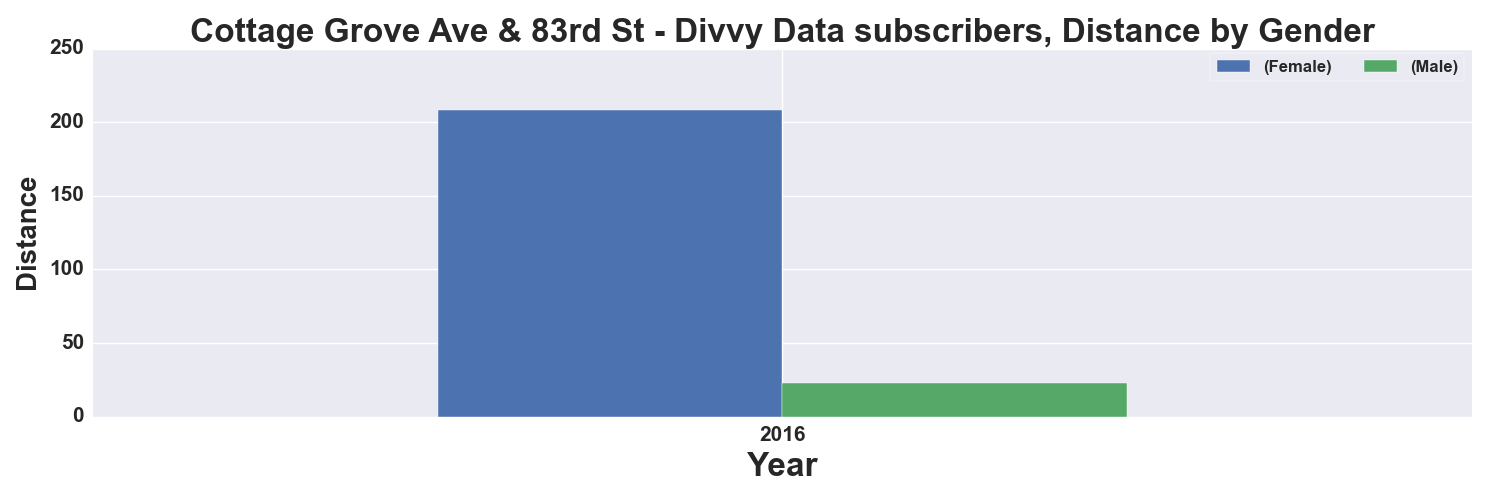 Cottage Grove Ave & 83rd St - Divvy Data subscribers, Distance by Gender
(Female) (Male)
250
200
150
100
50
0
Distance
2016
Year